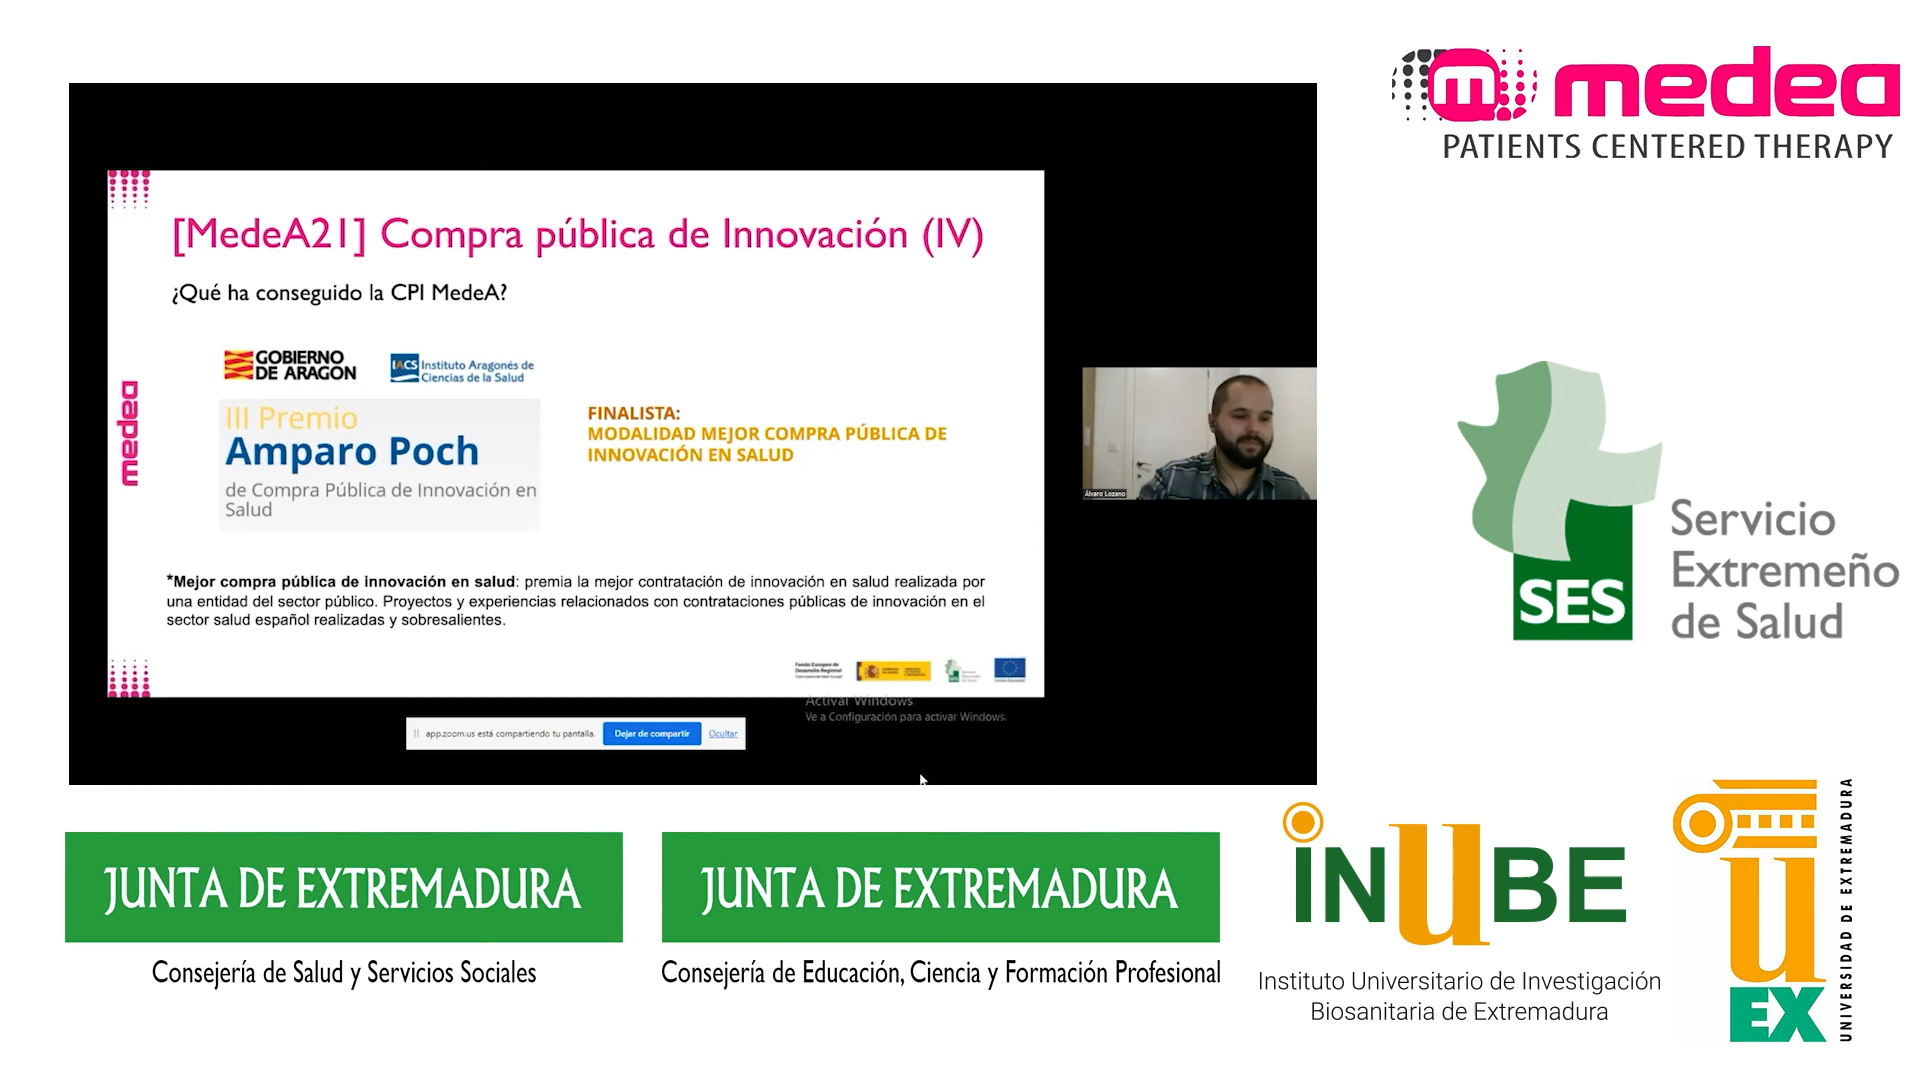 medea
PATIENTS CENTERED THERAPY
[MedeA21] Compra pública de Innovación (IV)
¿Qué ha conseguido la CPI MedeA?
GOBIERNO
DE ARAGON
IACS Instituto Aragonés de
Ciencias de la Salud
medea
III Premio
Amparo Poch
de Compra Pública de Innovación en
Salud
FINALISTA:
MODALIDAD MEJOR COMPRA PÚBLICA DE
INNOVACIÓN EN SALUD
*Mejor compra pública de innovación en salud: premia la mejor contratación de innovación en salud realizada por
una entidad del sector público. Proyectos y experiencias relacionados con contrataciones públicas de innovación en el
sector salud español realizadas y sobresalientes.
Fondo Europeo de
Desarrollo Regional
Activar Windows
Ve a Configuración para activar Windows.
app.zoom.us está compartiendo tu pantalla.
Dejar de compartir
Ocultar
Álvaro Lozano
SES
Servicio
Extremeño
de Salud
JUNTA DE EXTREMADURA
Consejería de Salud y Servicios Sociales
JUNTA DE EXTREMADURA
Consejería de Educación, Ciencia y Formación Profesional
iNUBE
Instituto Universitario de Investigación
Biosanitaria de Extremadura
u
EX
UNIVERSIDAD DE EXTREMADURA